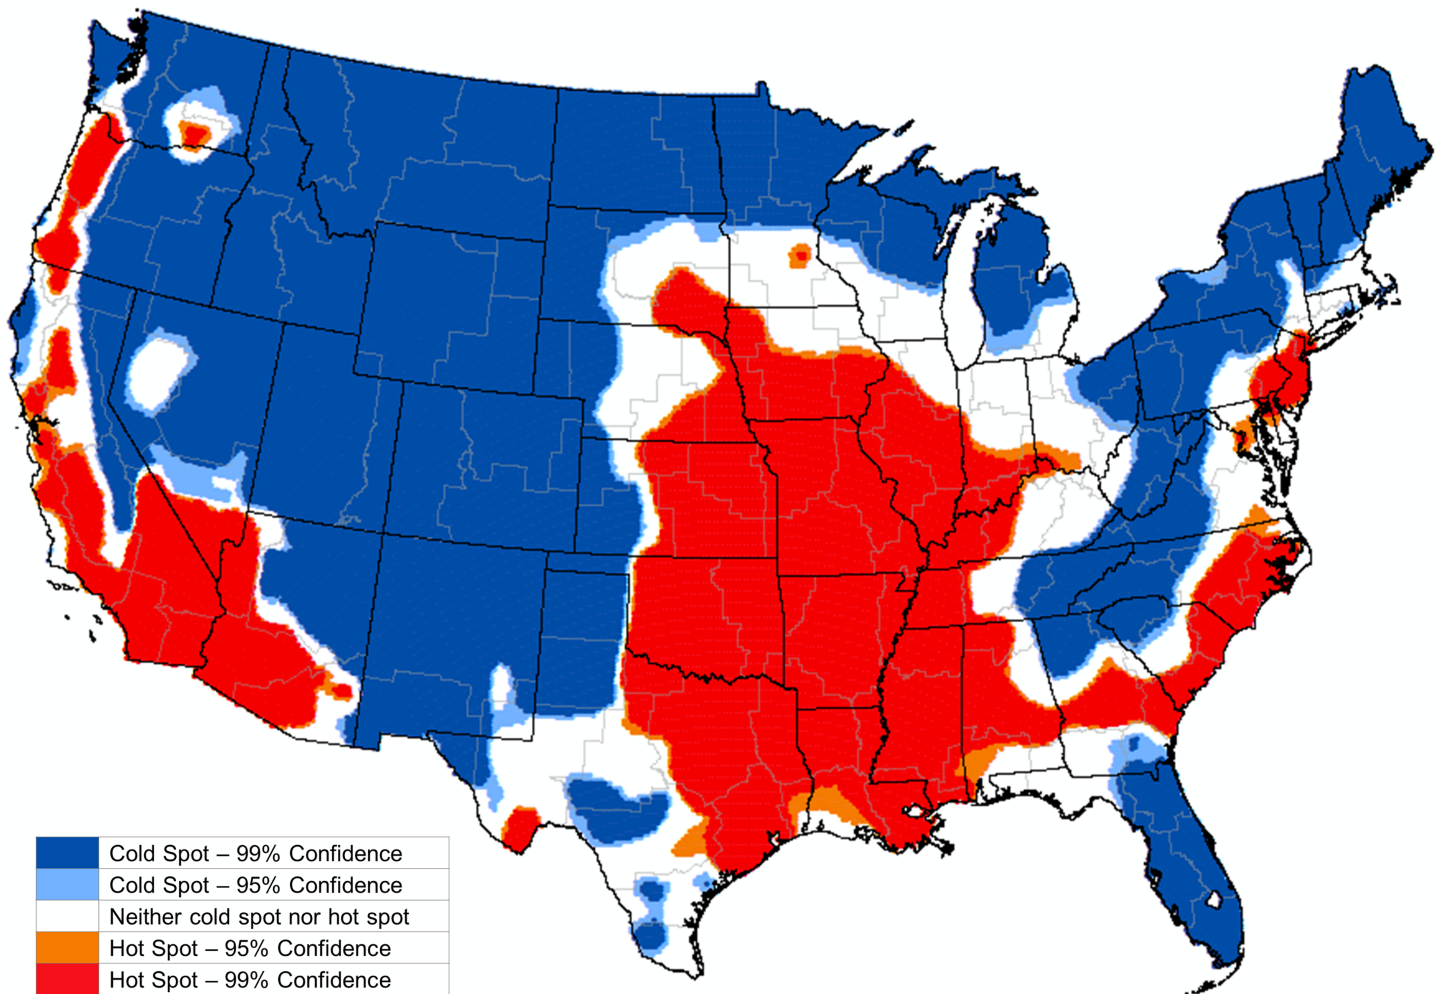 Cold Spot – 99% Confidence
Cold Spot – 95% Confidence
Neither cold spot nor hot spot
Hot Spot – 95% Confidence
Hot Spot – 99% Confidence